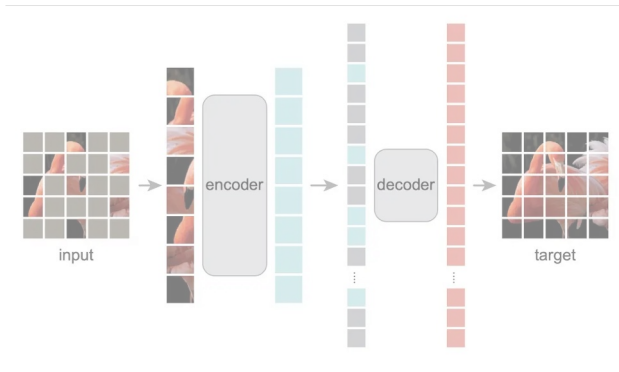 input
encoder
decoder
target